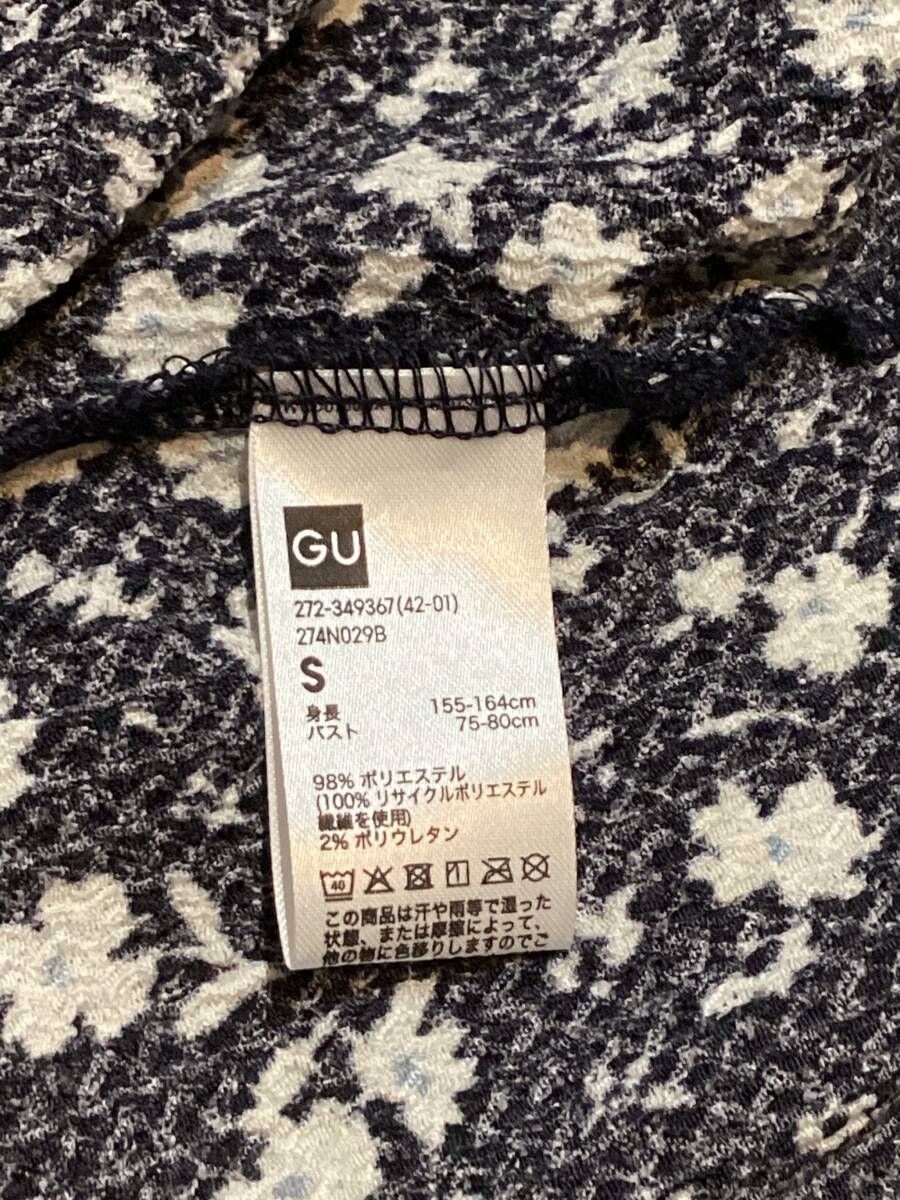 GU
272-349367(42-01)
274N029B
S
身長 155-164cm
バスト 75-80cm
98% ポリエステル
(100% リサイクルポリエステル
繊維を使用)
2% ポリウレタン
40
この商品は汗や雨等で湿った
状態、または摩擦によって、
他の物に色移りしますのでご